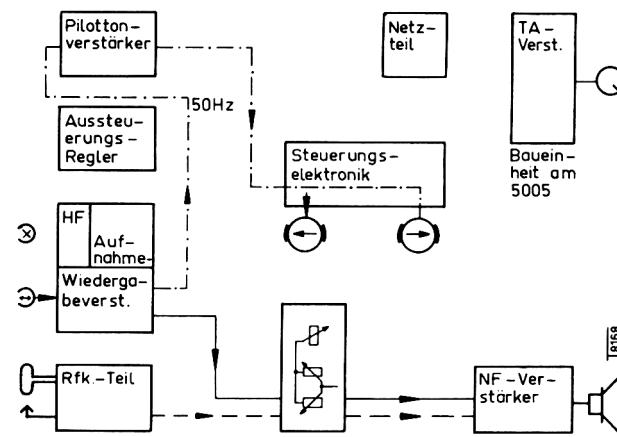 Pilotton-
verstärker
Netz-
teil
TA-
Verst.
50Hz
Aussteu-
erungs-
Regler
Steuerungs-
elektronik
Bauein-
heit am
5005
HF
Auf-
nahme-
Wiederga-
beverst.
Rfk.-Teil
NF-Ver-
stärker
18168